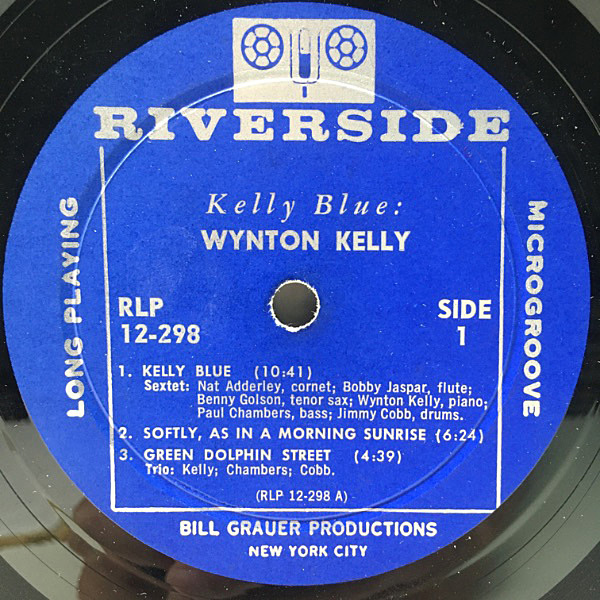 RIVERSIDE
Kelly Blue:
WYNTON KELLY
LONG PLAYING
MICROGROOVE
RLP
12-298
SIDE
1
1. KELLY BLUE (10:41)
Sextet: Nat Adderley, cornet; Bobby Jaspar, flute;
Benny Golson, tenor sax; Wynton Kelly, piano;
Paul Chambers, bass; Jimmy Cobb, drums.
2. SOFTLY, AS IN A MORNING SUNRISE (6:24)
3. GREEN DOLPHIN STREET (4:39)
Trio: Kelly; Chambers; Cobb.
(RLP 12-298 A)
BILL GRAUER PRODUCTIONS
NEW YORK CITY